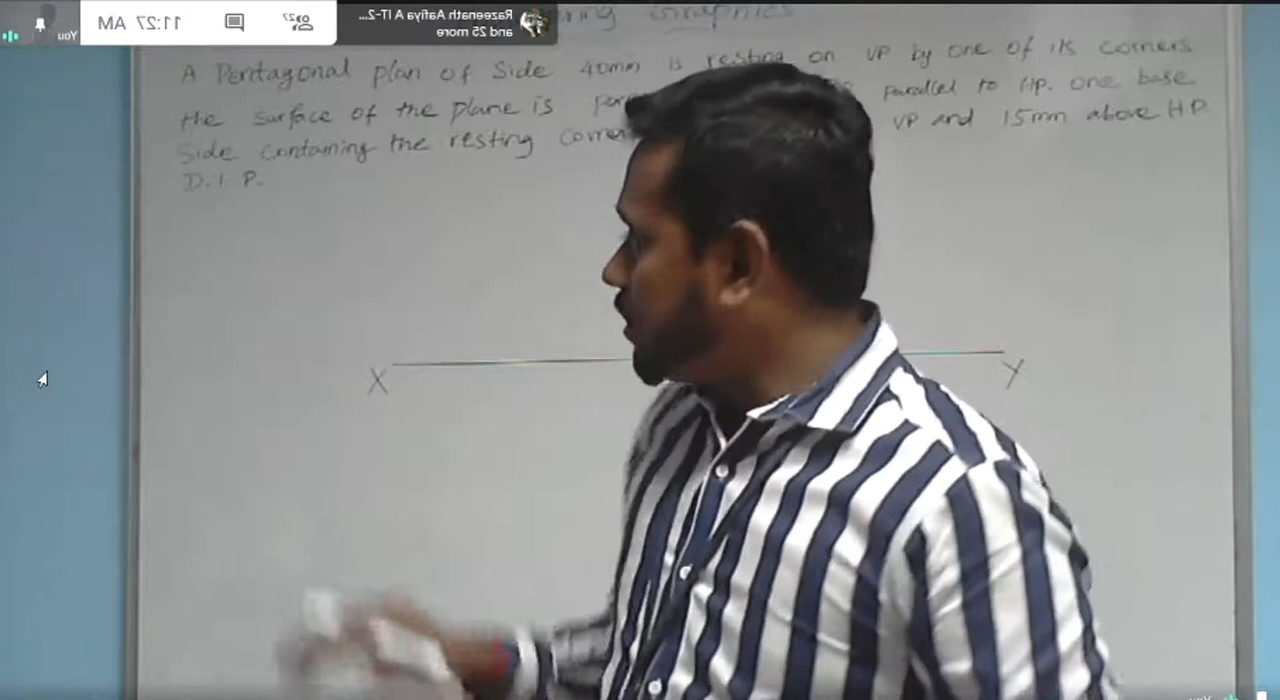 You
11:27 AM
27
Razeenath Aafiya A IT-2...
and 25 more
Graphics
A Pentagonal plan of Side 40mm is resting on VP by one of its corners
the surface of the plane is parallel to HP. one base
Side containing the resting VP and 15mm above H.P
D.I.P.
X
Y